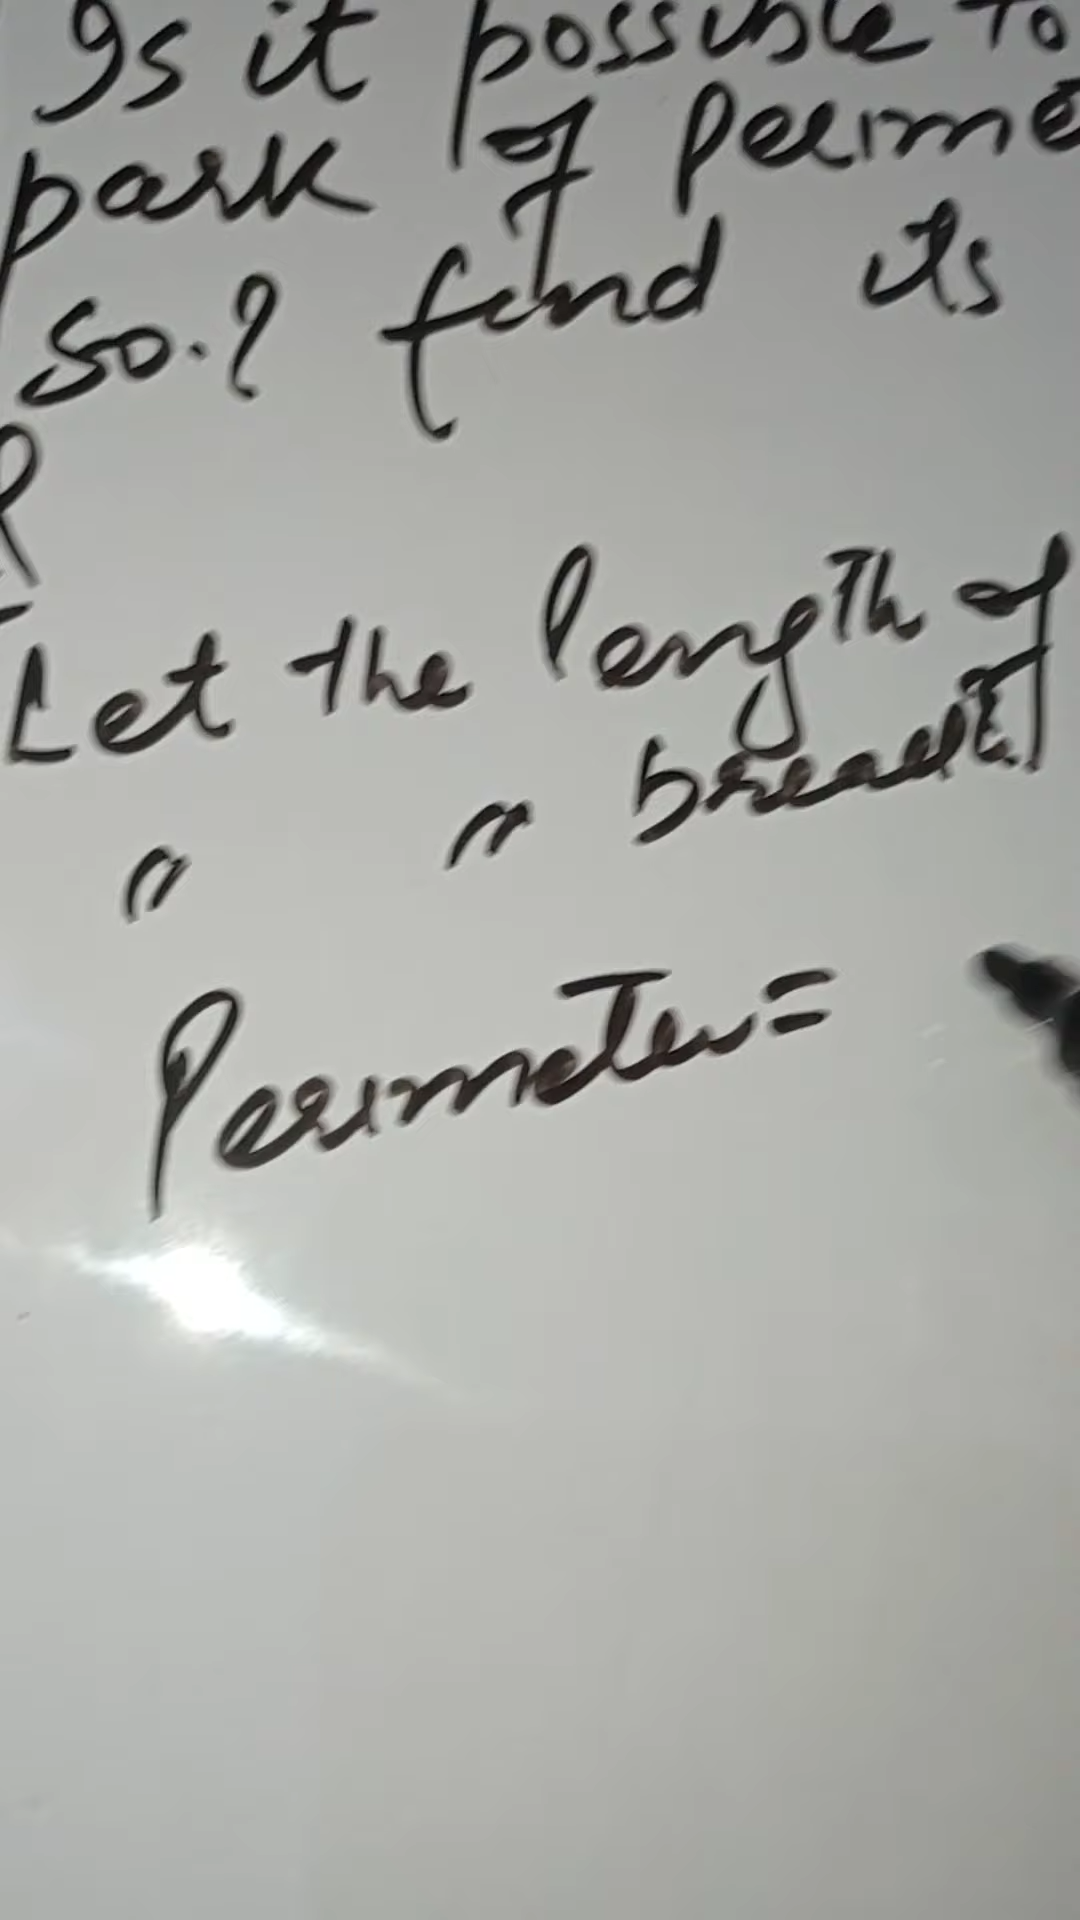 Is it possible to
park of perime
so.? find its
Let the length of
" " breadth
Perimeter =